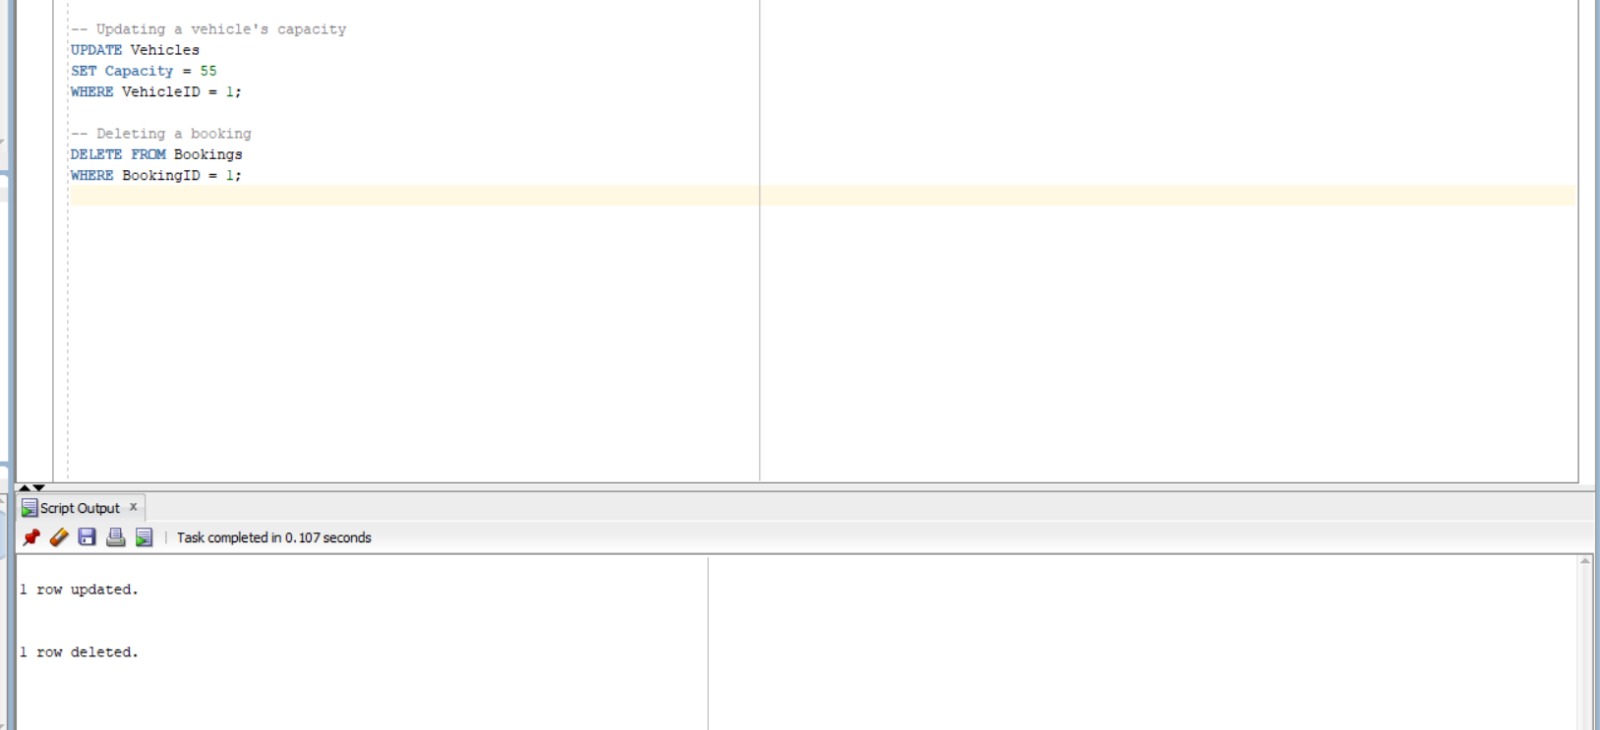 -- Updating a vehicle's capacity
UPDATE Vehicles
SET Capacity = 55
WHERE VehicleID = 1;
-- Deleting a booking
DELETE FROM Bookings
WHERE BookingID = 1;
Script Output x
Task completed in 0.107 seconds
1 row updated.
1 row deleted.